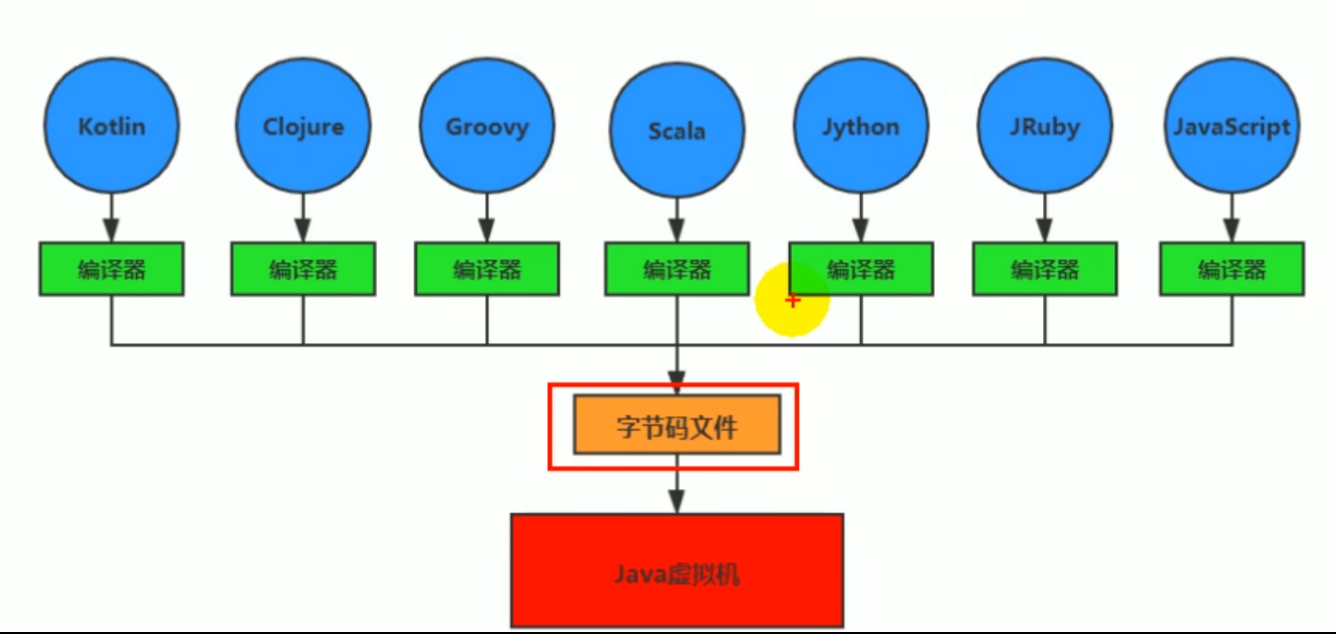 Kotlin
Clojure
Groovy
Scala
Jython
JRuby
JavaScript
编译器
编译器
编译器
编译器
编译器
编译器
编译器
字节码文件
Java虚拟机